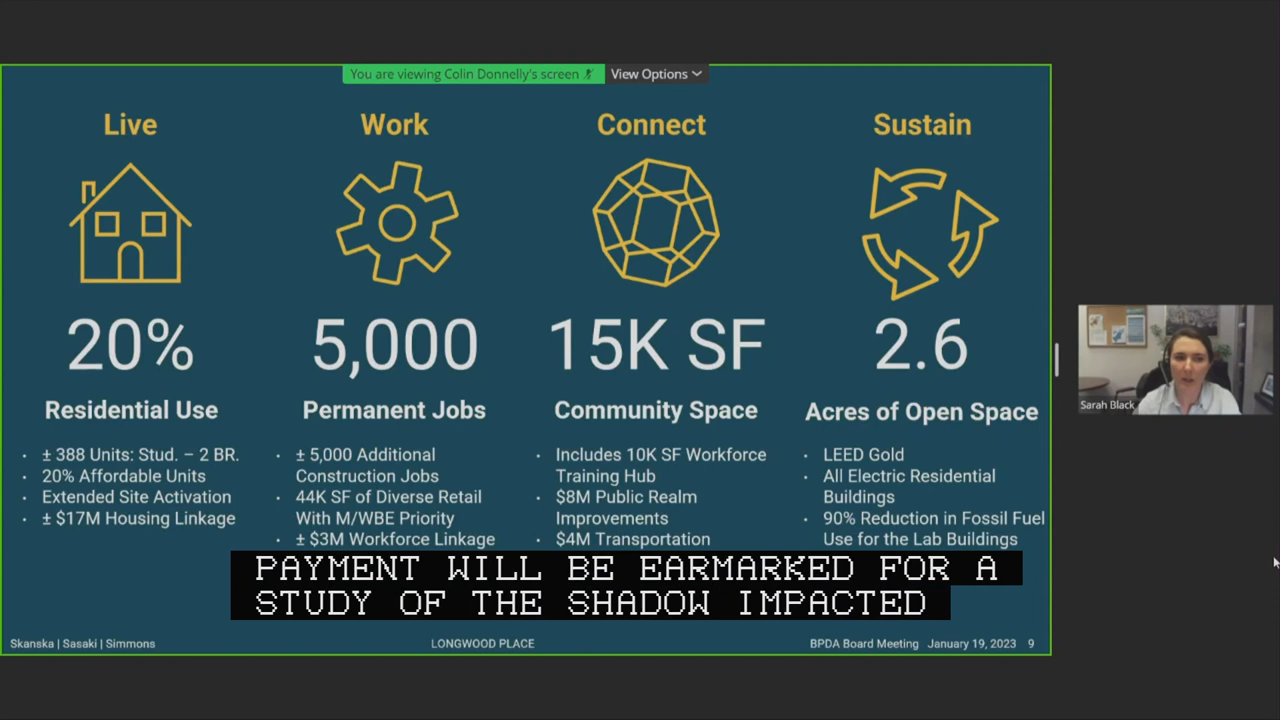 You are viewing Colin Donnelly's screen
View Options
Live
Work
Connect
Sustain
20%
5,000
15K SF
2.6
Residential Use
Permanent Jobs
Community Space
Acres of Open Space
· ± 388 Units: Stud. – 2 BR.
· 20% Affordable Units
· Extended Site Activation
· ± $17M Housing Linkage
· ± 5,000 Additional
Construction Jobs
· 44K SF of Diverse Retail
With M/WBE Priority
· ± $3M Workforce Linkage
· Includes 10K SF Workforce
Training Hub
· $8M Public Realm
Improvements
· $4M Transportation
· LEED Gold
· All Electric Residential
Buildings
· 90% Reduction in Fossil Fuel
Use for the Lab Buildings
Sarah Black
PAYMENT WILL BE EARMARKED FOR A
STUDY OF THE SHADOW IMPACTED
Skanska | Sasaki | Simmons
LONGWOOD PLACE
BPDA Board Meeting January 19, 2023 9